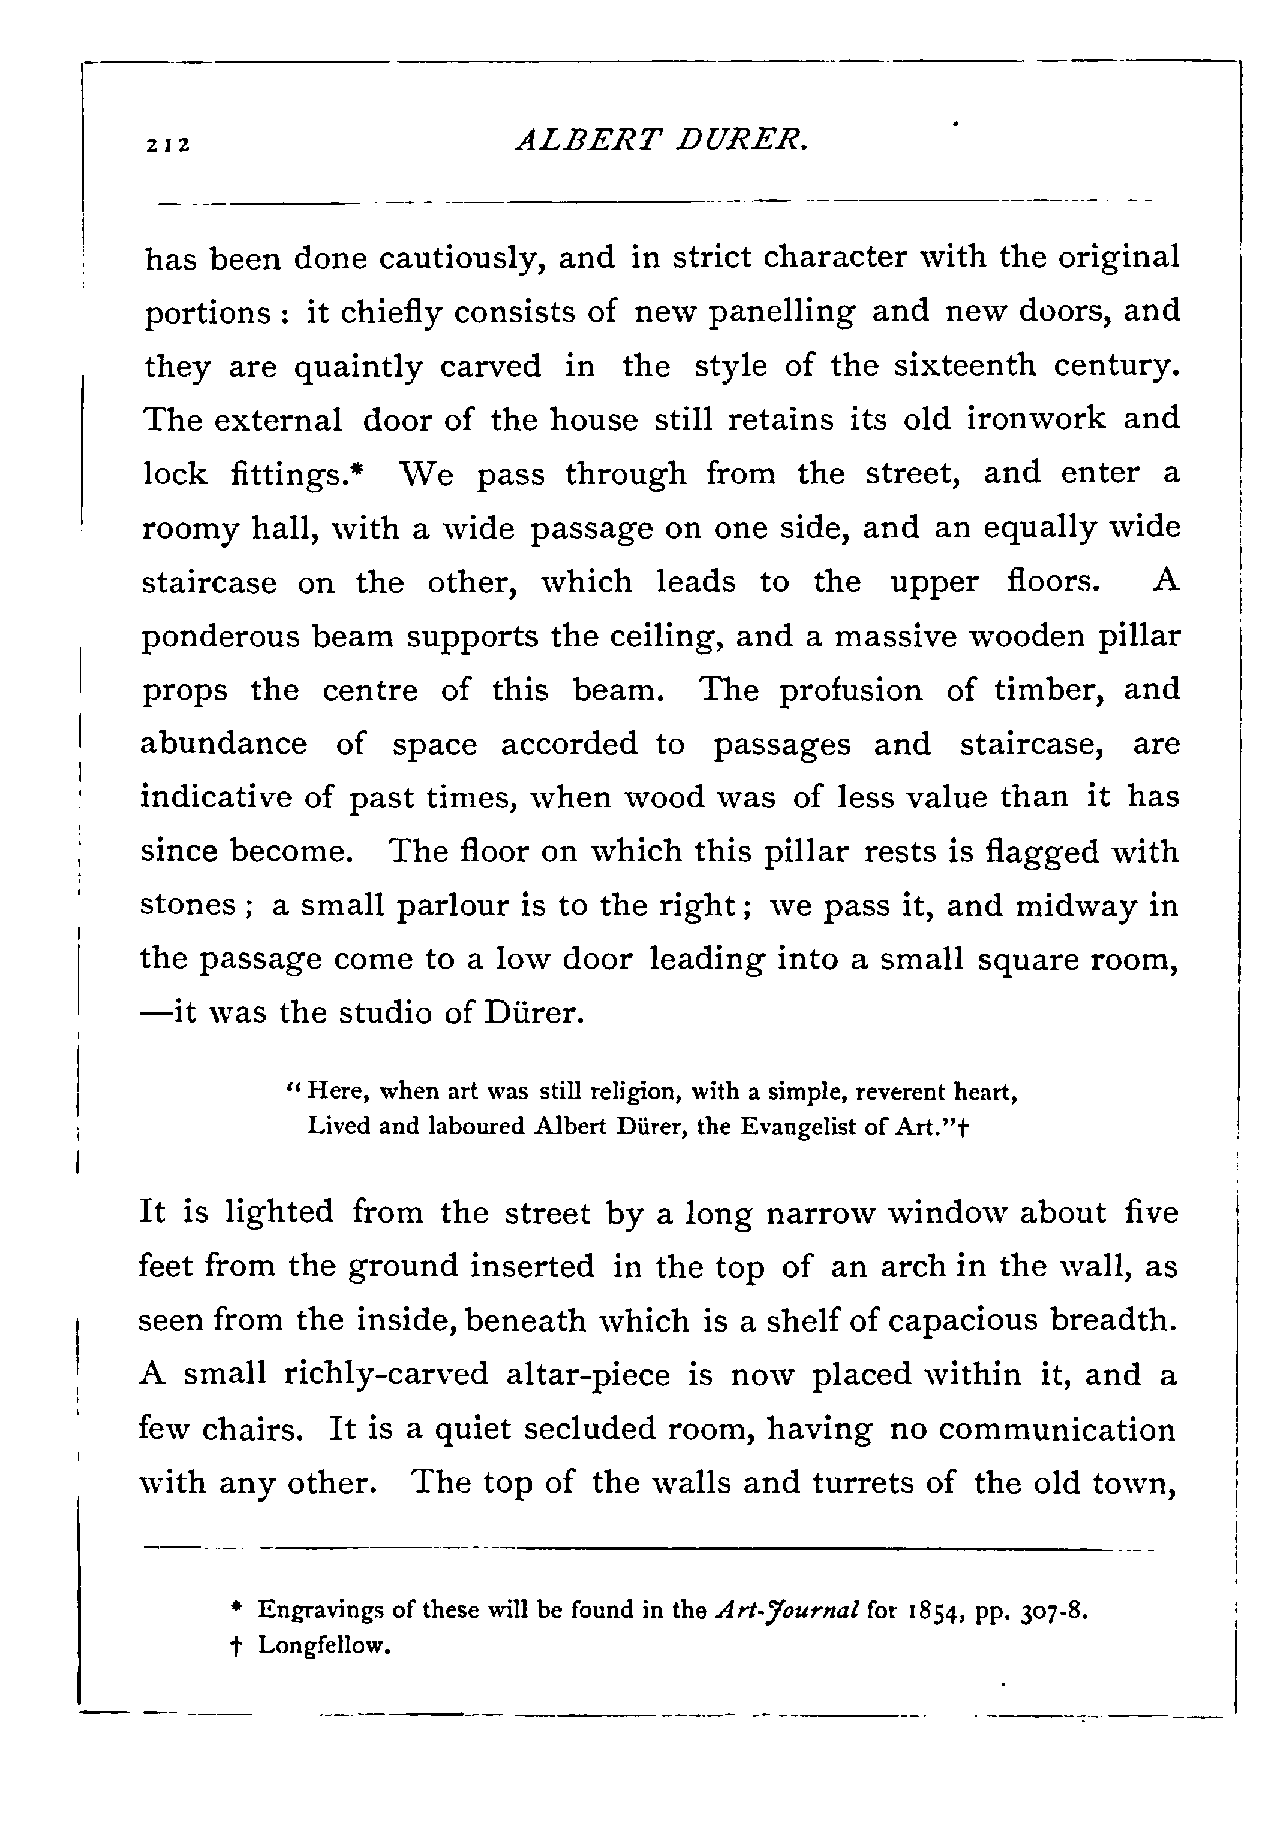 212 ALBERT DURER.
has been done cautiously, and in strict character with the original
portions : it chiefly consists of new panelling and new doors, and
they are quaintly carved in the style of the sixteenth century.
The external door of the house still retains its old ironwork and
lock fittings.* We pass through from the street, and enter a
roomy hall, with a wide passage on one side, and an equally wide
staircase on the other, which leads to the upper floors. A
ponderous beam supports the ceiling, and a massive wooden pillar
props the centre of this beam. The profusion of timber, and
abundance of space accorded to passages and staircase, are
indicative of past times, when wood was of less value than it has
since become. The floor on which this pillar rests is flagged with
stones ; a small parlour is to the right ; we pass it, and midway in
the passage come to a low door leading into a small square room,
—it was the studio of Dürer.
“ Here, when art was still religion, with a simple, reverent heart,
Lived and laboured Albert Dürer, the Evangelist of Art.”†
It is lighted from the street by a long narrow window about five
feet from the ground inserted in the top of an arch in the wall, as
seen from the inside, beneath which is a shelf of capacious breadth.
A small richly-carved altar-piece is now placed within it, and a
few chairs. It is a quiet secluded room, having no communication
with any other. The top of the walls and turrets of the old town,
* Engravings of these will be found in the Art-Journal for 1854, pp. 307-8.
† Longfellow.